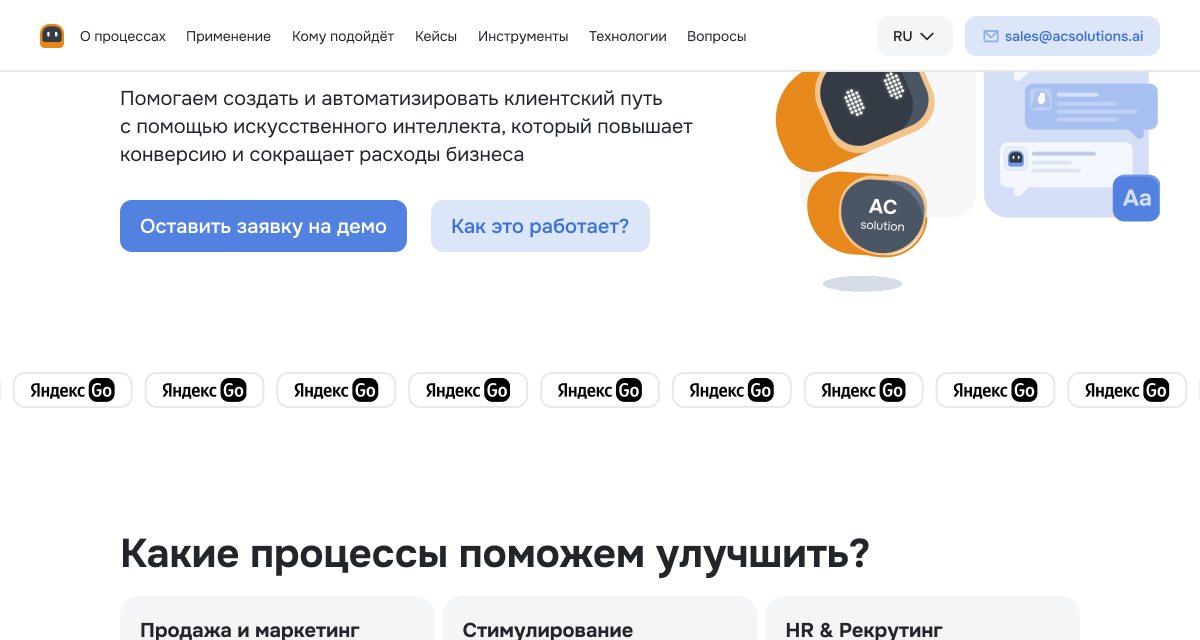 О процессах Применение Кому подойдёт Кейсы Инструменты Технологии Вопросы RU sales@acsolutions.ai
Помогаем создать и автоматизировать клиентский путь
с помощью искусственного интеллекта, который повышает
конверсию и сокращает расходы бизнеса
Оставить заявку на демо Как это работает?
Aa
AC
solution
Яндекс Go Яндекс Go Яндекс Go Яндекс Go Яндекс Go Яндекс Go Яндекс Go Яндекс Go Яндекс Go
Какие процессы поможем улучшить?
Продажа и маркетинг Стимулирование HR & Рекрутинг